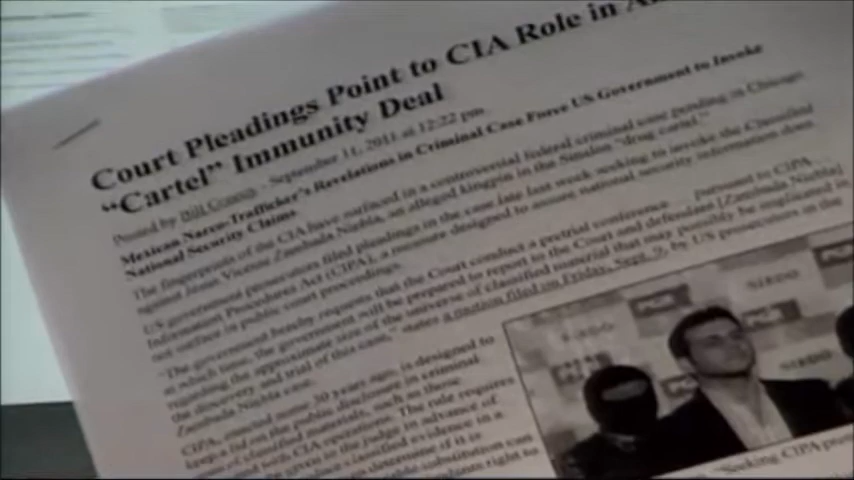 Court Pleadings Point to CIA Role in
"Cartel" Immunity Deal
Posted by Bill Conroy - September 11, 2011 at 12:22 pm
Mexican Narco-Trafficker's Revelations in Criminal Case Force US Government to Invoke
National Security Claims
The fingerprints of the CIA have surfaced in a controversial federal criminal case pending in Chicago
against Jesus Vicente Zambada Niebla, an alleged kingpin in the Sinaloa "drug cartel."
US government prosecutors filed pleadings in the case late last week seeking to invoke the Classified
Information Procedures Act (CIPA), a measure designed to assure national security information does
not surface in public court proceedings.
"The government hereby requests that the Court conduct a pretrial conference … pursuant to CIPA …
at which time, the government will be prepared to report to the Court and defendant [Zambada Niebla]
regarding the approximate size of the universe of classified material that may possibly be implicated in
the discovery and trial of this case," states a motion filed on Friday, Sept. 9, by US prosecutors in the
Zambada Niebla case.
CIPA, enacted some 30 years ago, is designed to
keep a lid on the public disclosure in criminal
cases of classified materials, such as those
with CIA operations. The rule requires
be given to the judge in advance of
classified evidence in a
determine if it is
substitution can
right to
PGR
SIEDO
PGR
SIEDO
"Seeking CIPA